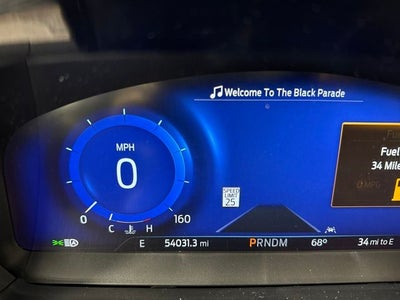 Welcome To The Black Parade
MPH
0
0 160
C H
SPEED
LIMIT
25
Fuel
34 Mile
MPG
E 54031.3 mi PRNDM 68° 34 mi to E